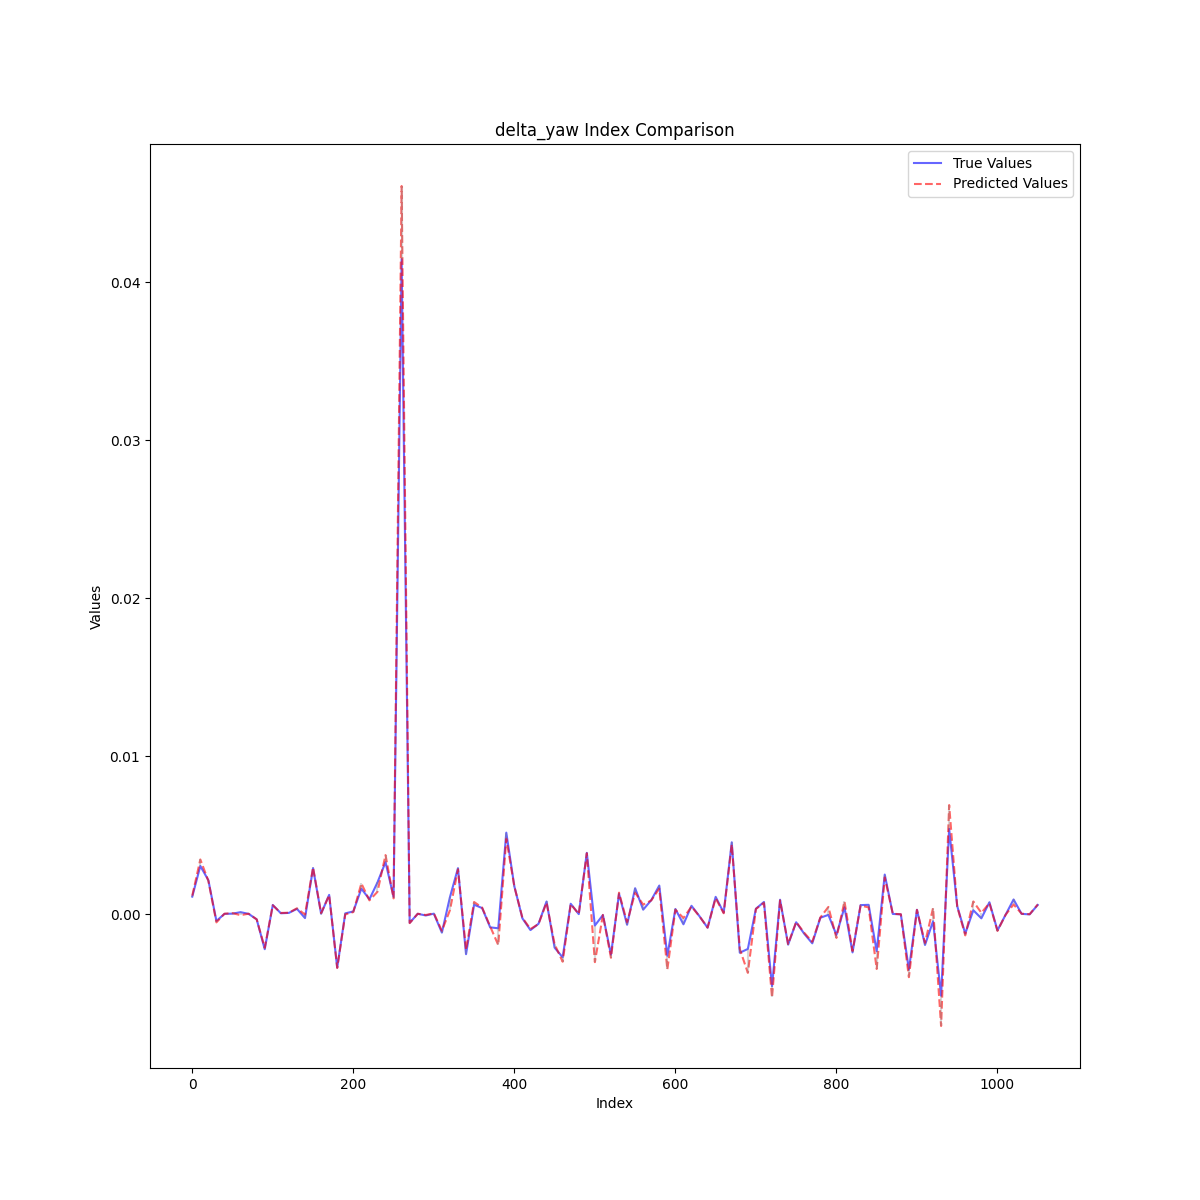 delta_yaw Index Comparison
True Values
Predicted Values
0.04
0.03
0.02
0.01
0.00
Values
0
200
400
600
800
1000
Index